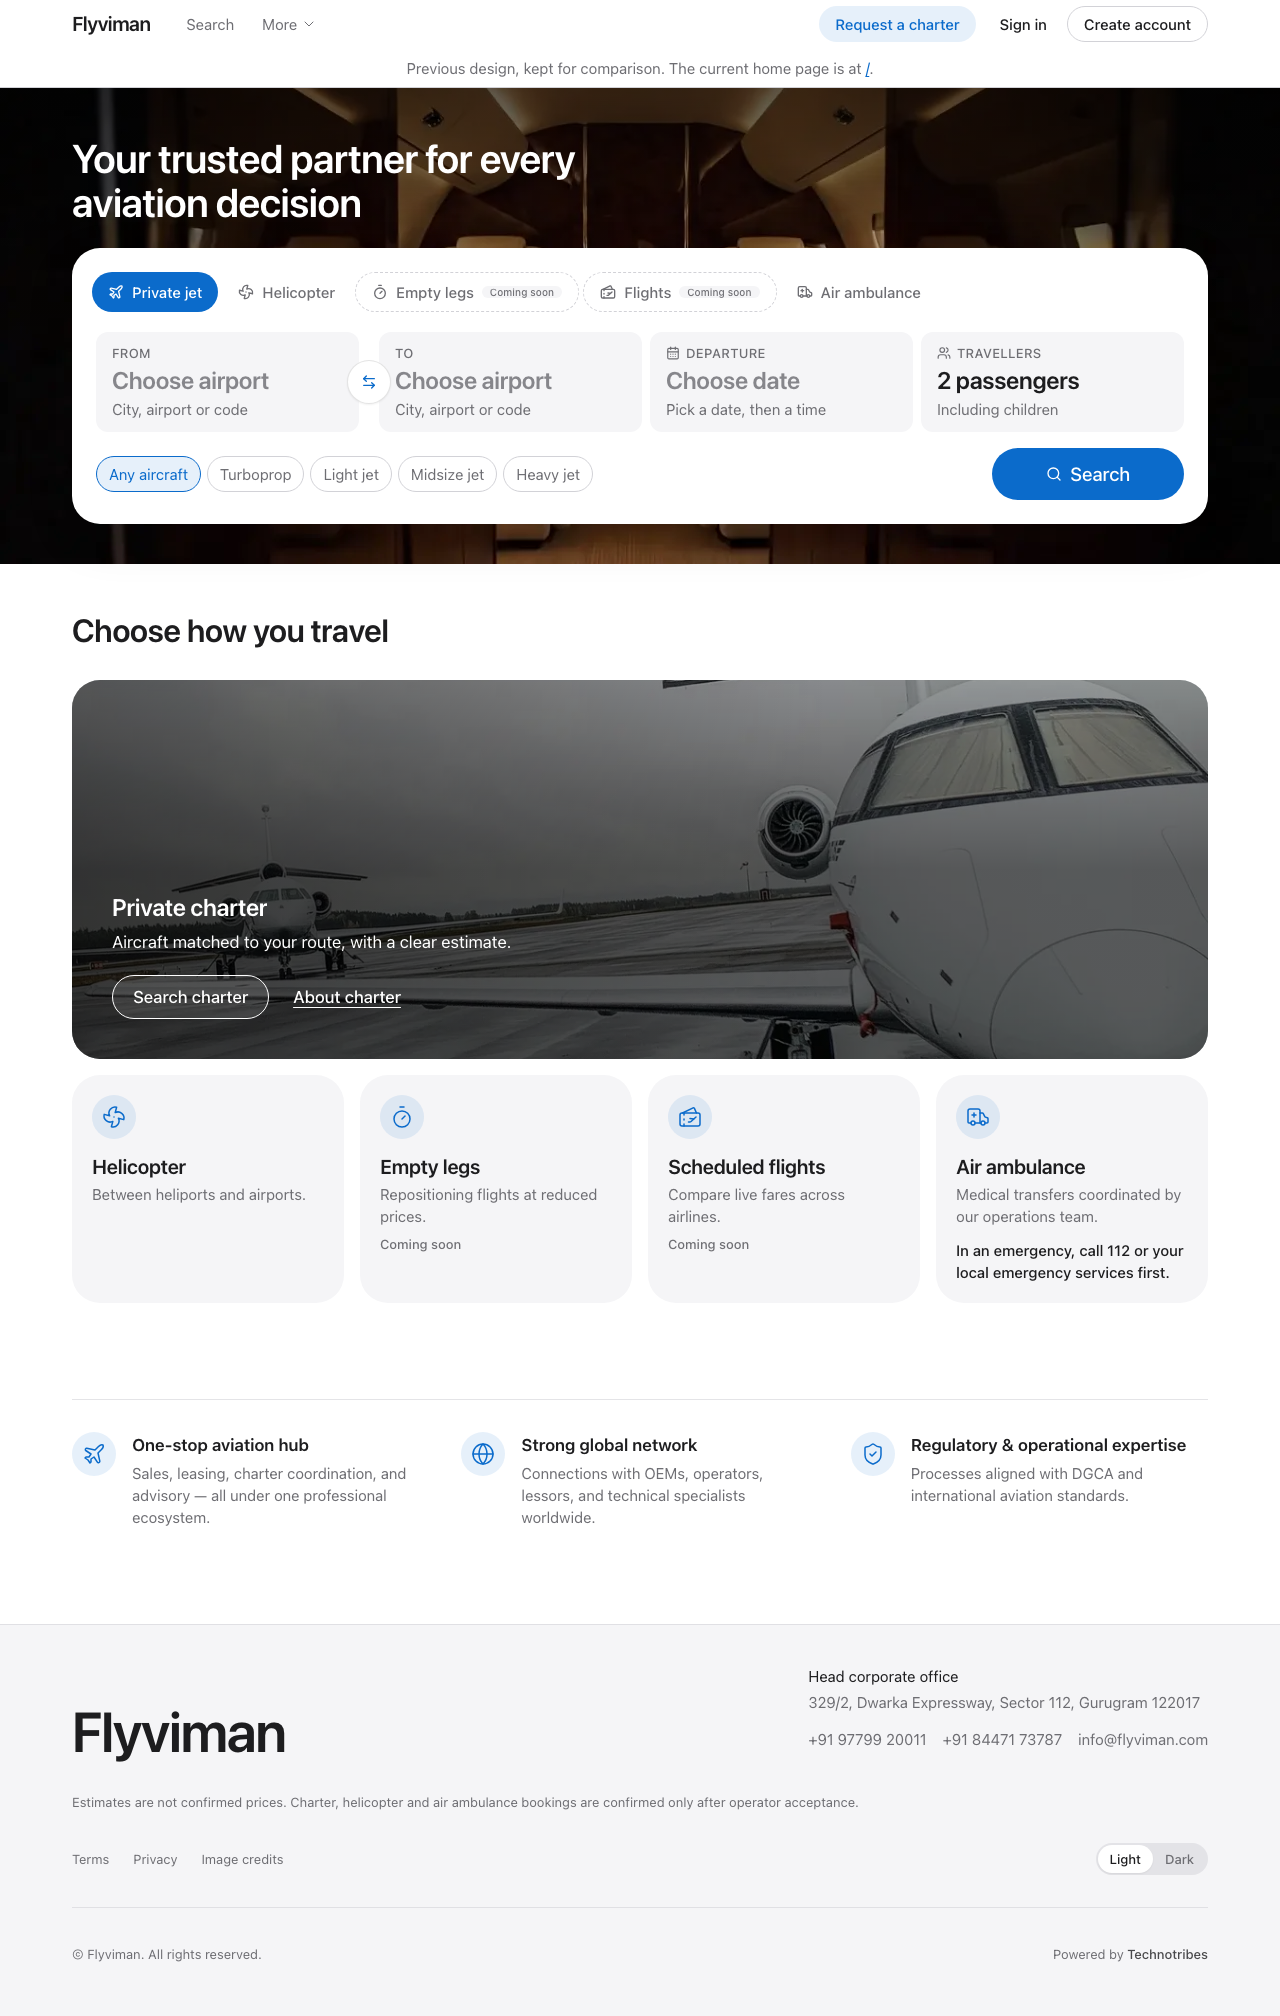 Flyviman
Search
More
Request a charter
Sign in
Create account
Previous design, kept for comparison. The current home page is at /.
Your trusted partner for every
aviation decision
Private jet
Helicopter
Empty legs Coming soon
Flights Coming soon
Air ambulance
FROM
Choose airport
City, airport or code
TO
Choose airport
City, airport or code
DEPARTURE
Choose date
Pick a date, then a time
TRAVELLERS
2 passengers
Including children
Any aircraft
Turboprop
Light jet
Midsize jet
Heavy jet
Search
Choose how you travel
Private charter
Aircraft matched to your route, with a clear estimate.
Search charter
About charter
Helicopter
Between heliports and airports.
Empty legs
Repositioning flights at reduced
prices.
Coming soon
Scheduled flights
Compare live fares across
airlines.
Coming soon
Air ambulance
Medical transfers coordinated by
our operations team.
In an emergency, call 112 or your
local emergency services first.
One-stop aviation hub
Sales, leasing, charter coordination, and
advisory — all under one professional
ecosystem.
Strong global network
Connections with OEMs, operators,
lessors, and technical specialists
worldwide.
Regulatory & operational expertise
Processes aligned with DGCA and
international aviation standards.
Flyviman
Head corporate office
329/2, Dwarka Expressway, Sector 112, Gurugram 122017
+91 97799 20011 +91 84471 73787 info@flyviman.com
Estimates are not confirmed prices. Charter, helicopter and air ambulance bookings are confirmed only after operator acceptance.
Terms
Privacy
Image credits
Light
Dark
© Flyviman. All rights reserved.
Powered by Technotribes